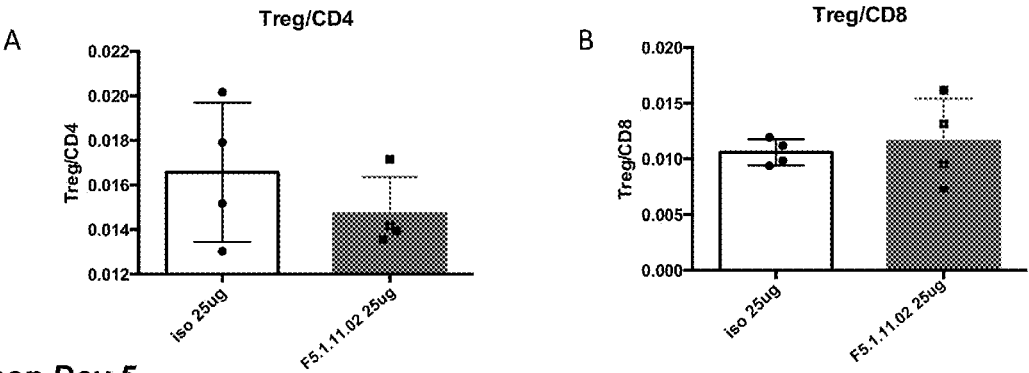 A
Treg/CD4
Treg/CD4
0.022
0.020
0.018
0.016
0.014
0.012
iso 25ug
F5.1.11.02 25ug
B
Treg/CD8
Treg/CD8
0.020
0.015
0.010
0.005
0.000
iso 25ug
F5.1.11.02 25ug